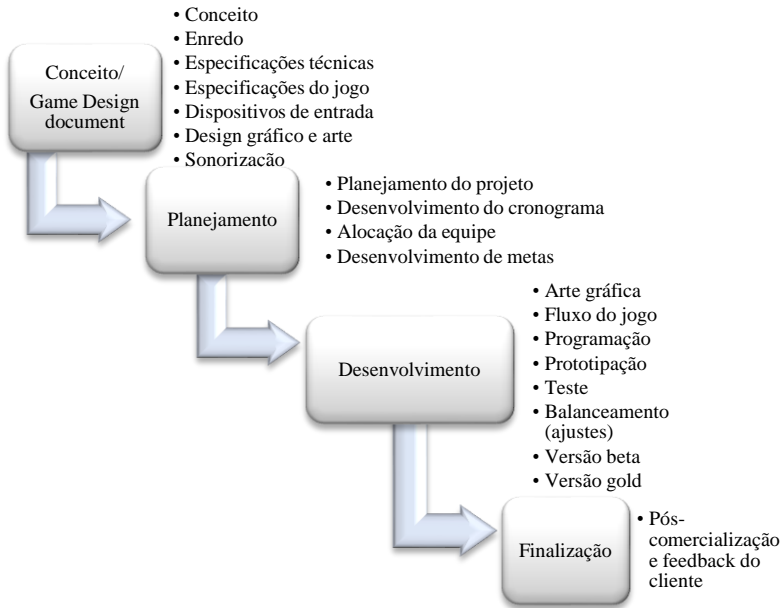 Conceito/
Game Design
document
• Conceito
• Enredo
• Especificações técnicas
• Especificações do jogo
• Dispositivos de entrada
• Design gráfico e arte
• Sonorização
Planejamento
• Planejamento do projeto
• Desenvolvimento do cronograma
• Alocação da equipe
• Desenvolvimento de metas
Desenvolvimento
• Arte gráfica
• Fluxo do jogo
• Programação
• Prototipação
• Teste
• Balanceamento
(ajustes)
• Versão beta
• Versão gold
Finalização
• Pós-
comercialização
e feedback do
cliente